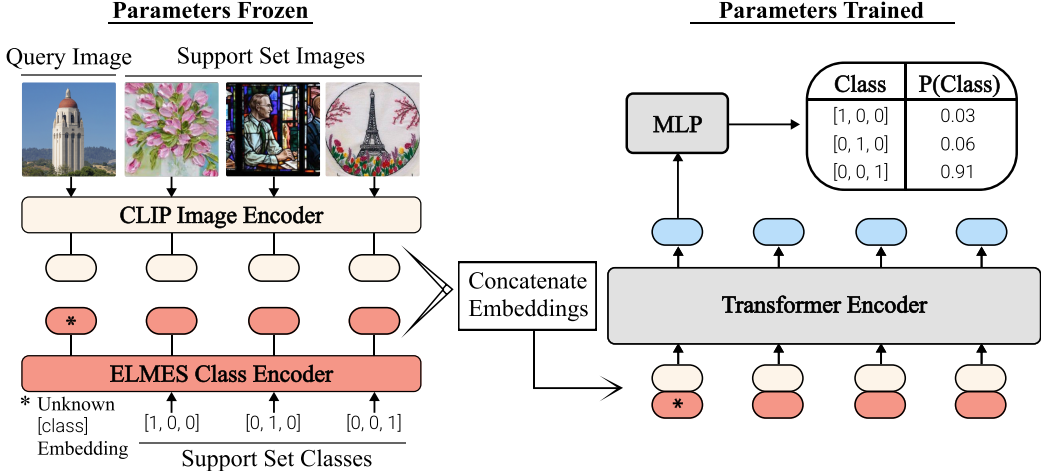 Parameters Frozen
Parameters Trained
Query Image
Support Set Images
CLIP Image Encoder
*
ELMES Class Encoder
* Unknown
[class]
Embedding
[1, 0, 0]
[0, 1, 0]
[0, 0, 1]
Support Set Classes
Concatenate
Embeddings
MLP
Class P(Class)
[1, 0, 0] 0.03
[0, 1, 0] 0.06
[0, 0, 1] 0.91
Transformer Encoder
*